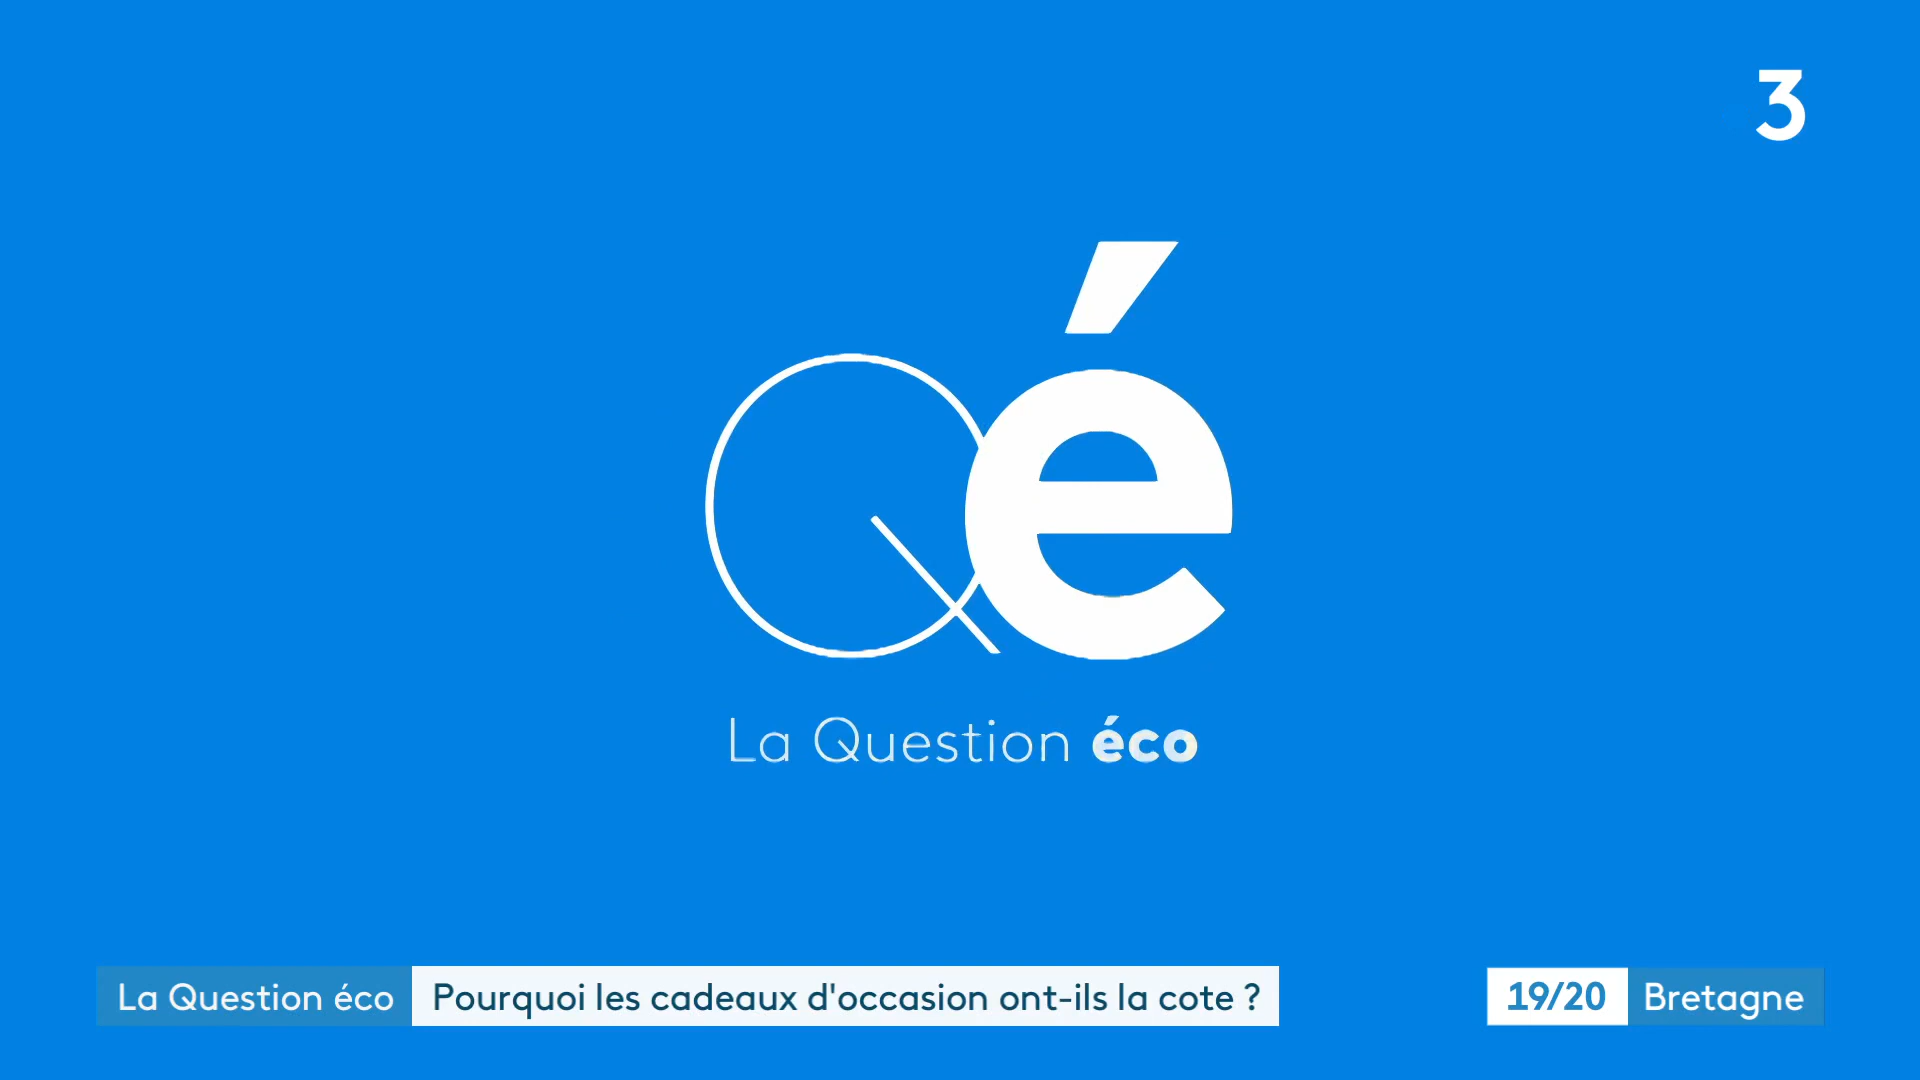 3
Qé
La Question éco
La Question éco Pourquoi les cadeaux d'occasion ont-ils la cote ?
19/20 Bretagne